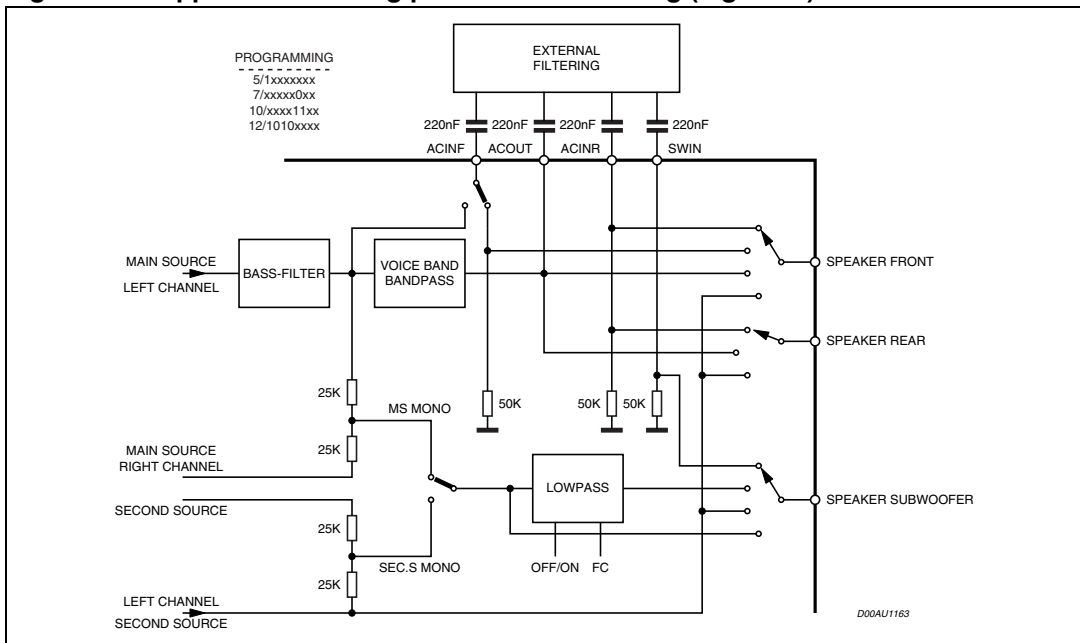 EXTERNAL
FILTERING
PROGRAMMING
5/1xxxxxxx
7/xxxxx0xx
10/xxxx11xx
12/1010xxxx
220nF 220nF 220nF 220nF
ACINF ACOUT ACINR SWIN
MAIN SOURCE
LEFT CHANNEL
BASS-FILTER
VOICE BAND
BANDPASS
SPEAKER FRONT
SPEAKER REAR
25K
MS MONO
50K 50K 50K
25K
MAIN SOURCE
RIGHT CHANNEL
LOWPASS
SPEAKER SUBWOOFER
SECOND SOURCE
25K
SEC.S MONO
OFF/ON FC
25K
LEFT CHANNEL
SECOND SOURCE
D00AU1163